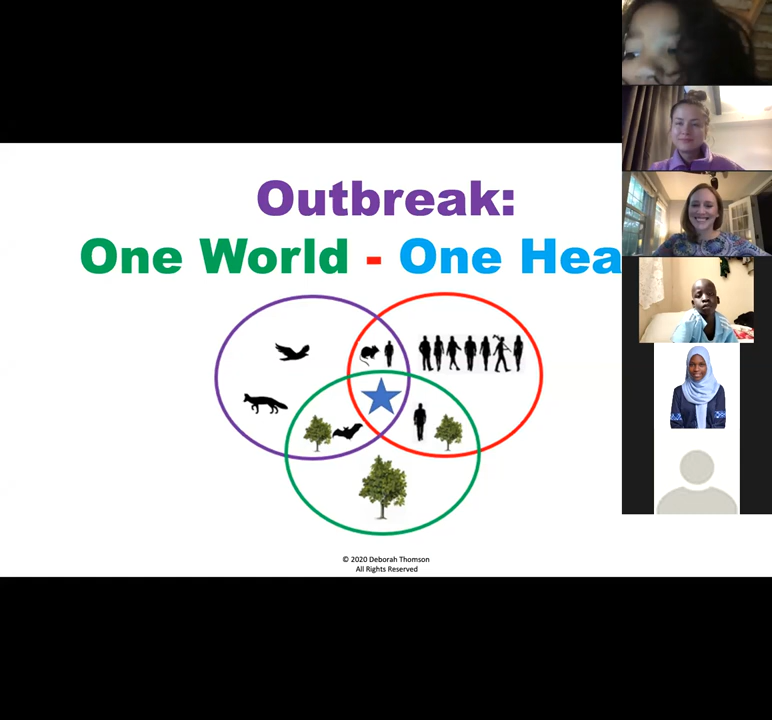 Outbreak:
One World - One Hea
© 2020 Deborah Thomson
All Rights Reserved